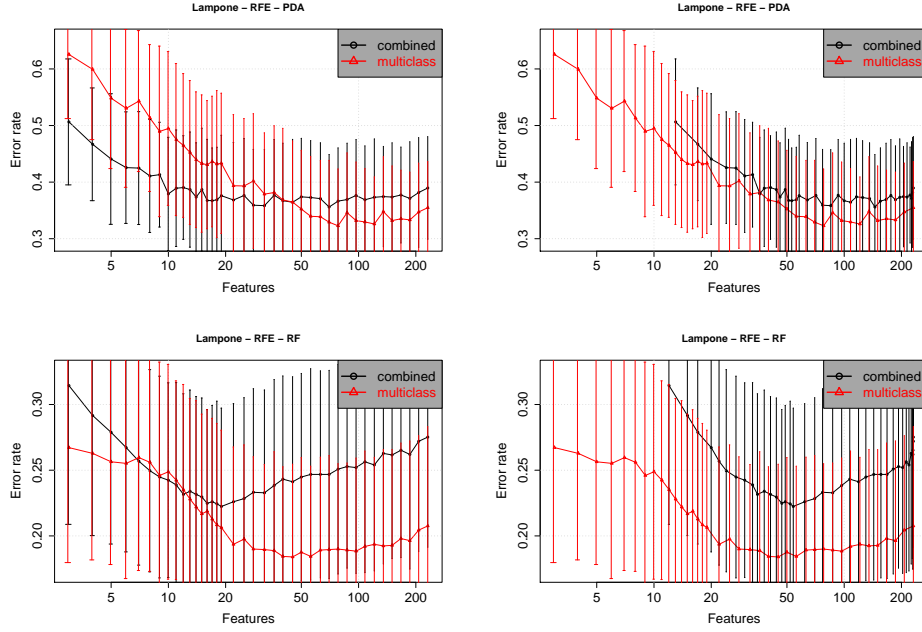 Lampone − RFE − PDA
combined
multiclass
Error rate
0.6
0.5
0.4
0.3
5 10 20 50 100 200
Features
Lampone − RFE − PDA
combined
multiclass
Error rate
0.6
0.5
0.4
0.3
5 10 20 50 100 200
Features
Lampone − RFE − RF
combined
multiclass
Error rate
0.30
0.25
0.20
5 10 20 50 100 200
Features
Lampone − RFE − RF
combined
multiclass
Error rate
0.30
0.25
0.20
5 10 20 50 100 200
Features